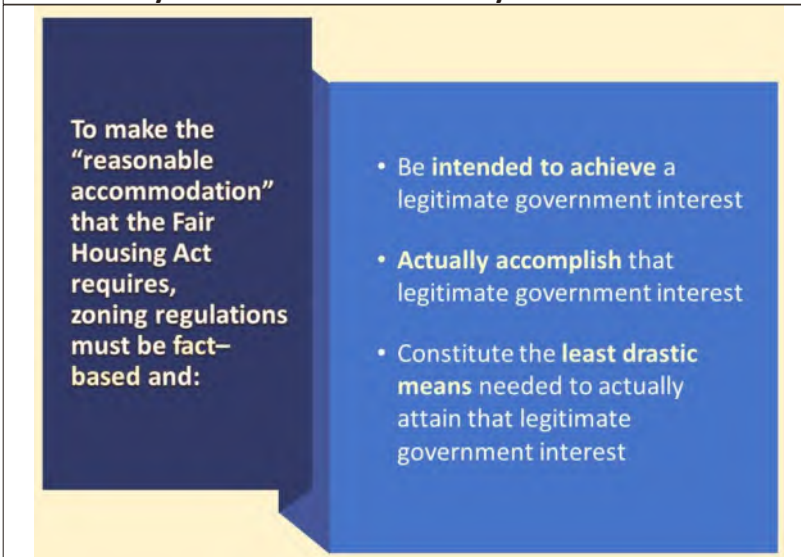 To make the
“reasonable
accommodation”
that the Fair
Housing Act
requires,
zoning regulations
must be fact–
based and:
• Be intended to achieve a
legitimate government interest
• Actually accomplish that
legitimate government interest
• Constitute the least drastic
means needed to actually
attain that legitimate
government interest